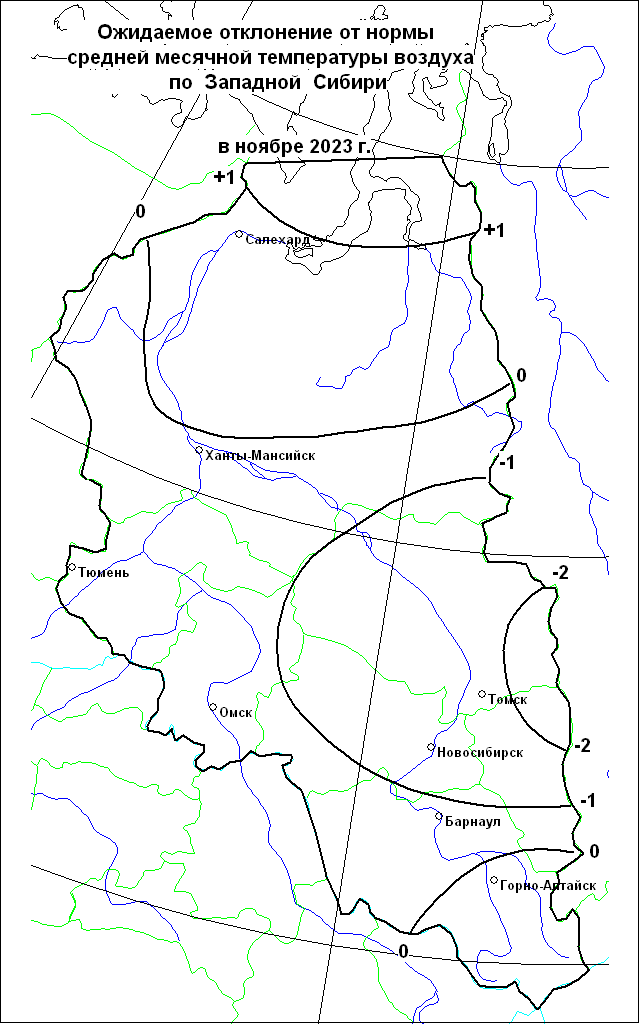 Ожидаемое отклонение от нормы
средней месячной температуры воздуха
по Западной Сибири
в ноябре 2023 г.
+1
0
+1
Салехард
0
Ханты-Мансийск
-1
Тюмень
-2
Томск
Омск
Новосибирск
-2
-1
Барнаул
0
Горно-Алтайск
0